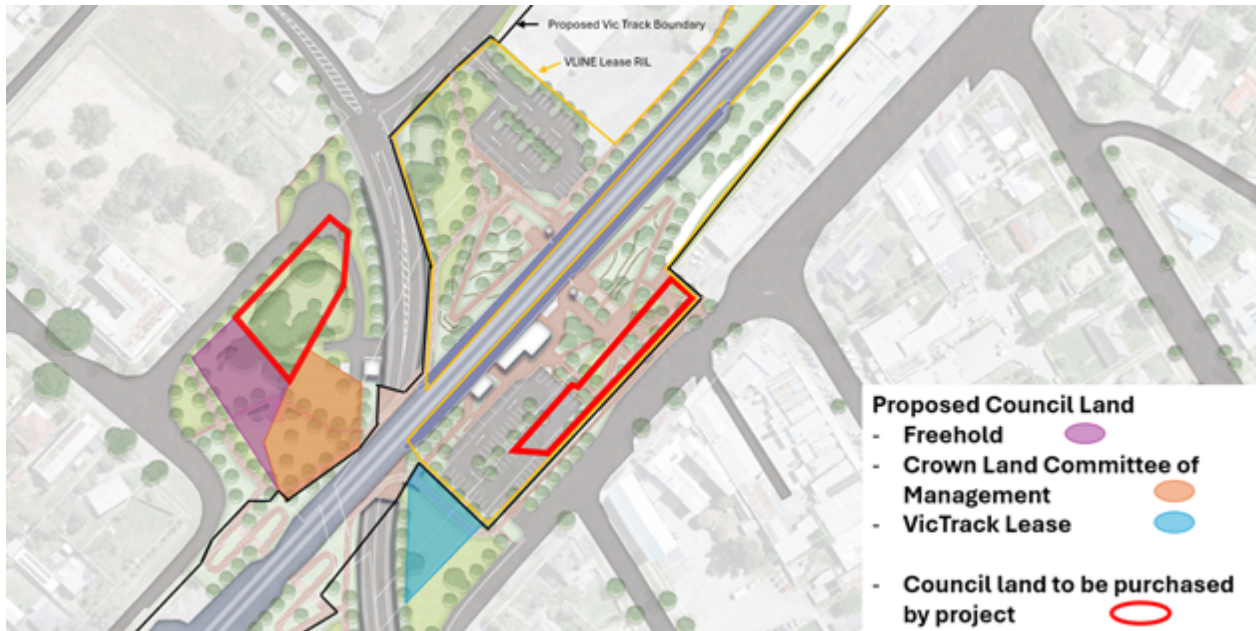 Proposed Vic Track Boundary
VLINE Lease RIL
Proposed Council Land
- Freehold
- Crown Land Committee of
Management
- VicTrack Lease
- Council land to be purchased
by project